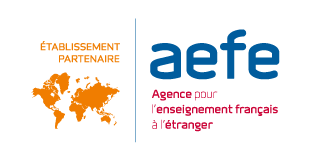 ÉTABLISSEMENT
PARTENAIRE
aefe
Agence pour
l'enseignement français
à l'étranger